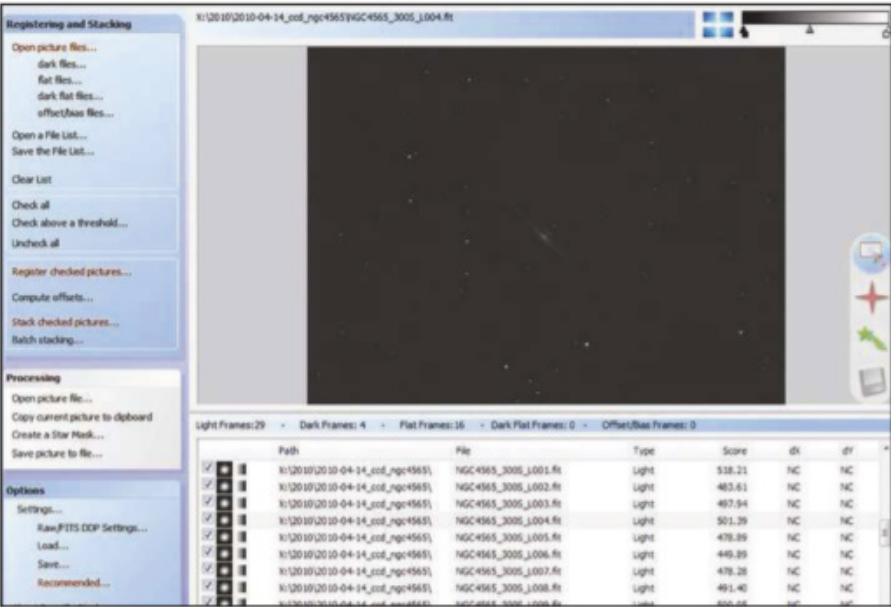 Registering and Stacking
Open picture files...
dark files...
flat files...
dark flat files...
offset/bias files...
Open a File List...
Save the File List...
Clear List
Check all
Check above a threshold...
Uncheck all
Register checked pictures...
Compute offsets...
Stack checked pictures...
Batch stacking...
Processing
Open picture file...
Copy current picture to clipboard
Create a Star Mask...
Save picture to file...
Options
Settings...
Raw/FITS DDP Settings...
Load...
Save...
Recommended...
X:\2010\2010-04-14_ccd_ngc4565\NGC4565_300S_L004.fit
Light Frames: 29 - Dark Frames: 4 - Flat Frames: 16 - Dark Flat Frames: 0 - Offset/Bias Frames: 0
Path File Type Score dX dY
X:\2010\2010-04-14_ccd_ngc4565\ NGC4565_300S_L001.fit Light 518.21 NC NC
X:\2010\2010-04-14_ccd_ngc4565\ NGC4565_300S_L002.fit Light 483.61 NC NC
X:\2010\2010-04-14_ccd_ngc4565\ NGC4565_300S_L003.fit Light 497.94 NC NC
X:\2010\2010-04-14_ccd_ngc4565\ NGC4565_300S_L004.fit Light 501.39 NC NC
X:\2010\2010-04-14_ccd_ngc4565\ NGC4565_300S_L005.fit Light 478.89 NC NC
X:\2010\2010-04-14_ccd_ngc4565\ NGC4565_300S_L006.fit Light 449.89 NC NC
X:\2010\2010-04-14_ccd_ngc4565\ NGC4565_300S_L007.fit Light 478.28 NC NC
X:\2010\2010-04-14_ccd_ngc4565\ NGC4565_300S_L008.fit Light 491.40 NC NC